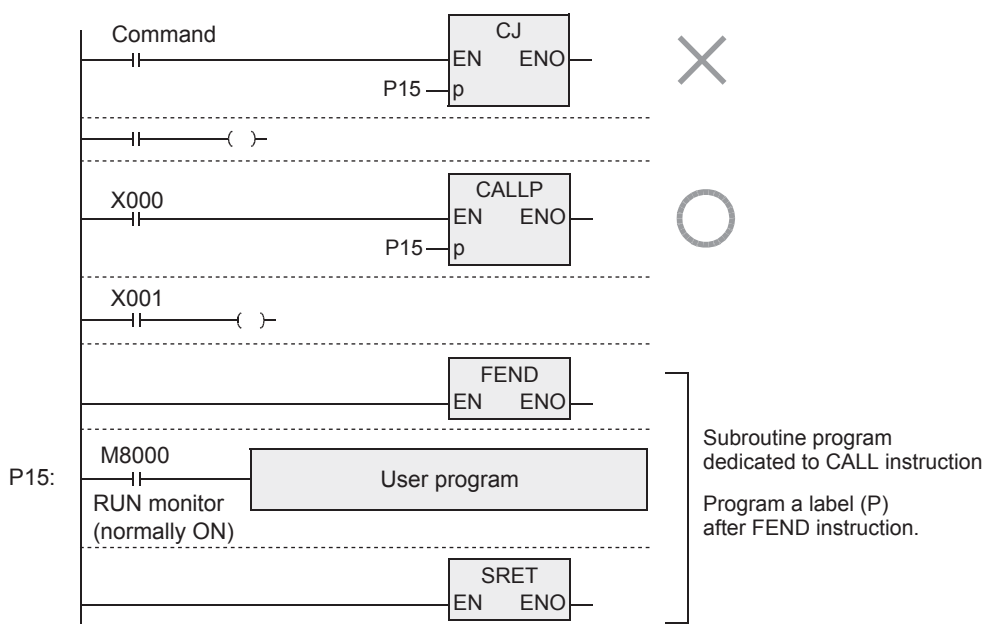 Command
CJ
EN ENO
P15 p
X000
CALLP
EN ENO
P15 p
X001
FEND
EN ENO
M8000
P15:
User program
RUN monitor
(normally ON)
SRET
EN ENO
Subroutine program
dedicated to CALL instruction
Program a label (P)
after FEND instruction.